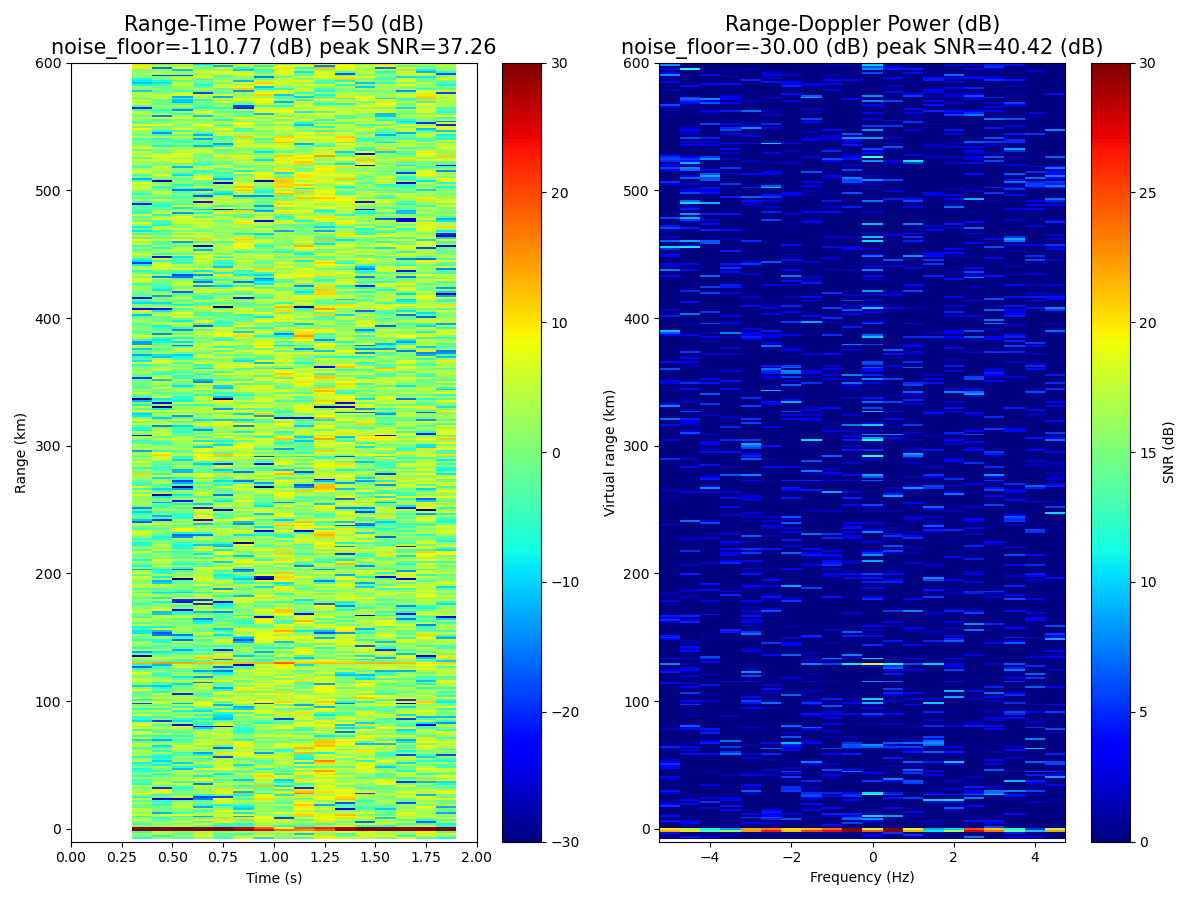 Range-Time Power f=50 (dB)
noise_floor=-110.77 (dB) peak SNR=37.26
600
500
400
300
200
100
0
Range (km)
0.00 0.25 0.50 0.75 1.00 1.25 1.50 1.75 2.00
Time (s)
30
20
10
0
−10
−20
−30
Range-Doppler Power (dB)
noise_floor=-30.00 (dB) peak SNR=40.42 (dB)
600
500
400
300
200
100
0
Virtual range (km)
−4 −2 0 2 4
Frequency (Hz)
30
25
20
15
10
5
0
SNR (dB)